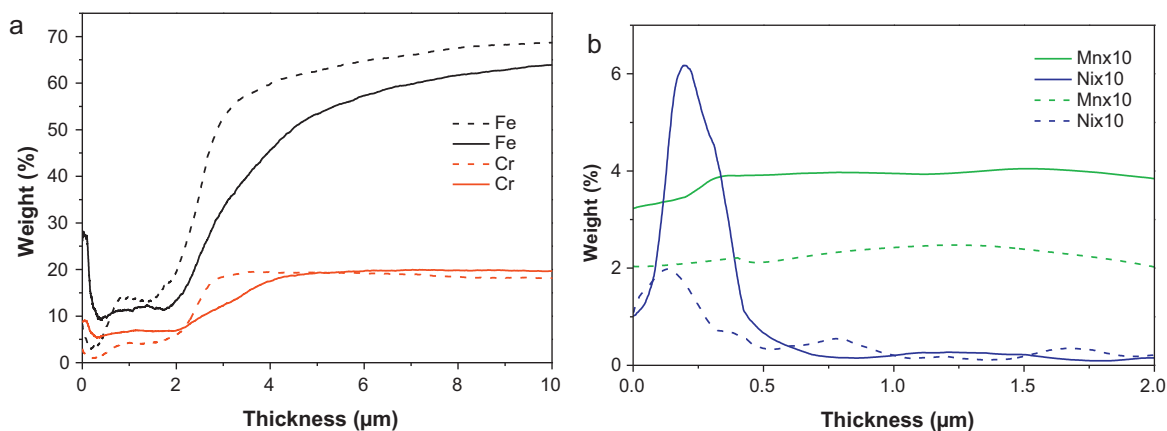 a
70
60
50
40
30
20
10
0
Weight (%)
Fe
Fe
Cr
Cr
0 2 4 6 8 10
Thickness (µm)
b
6
4
2
0
Weight (%)
Mnx10
Nix10
Mnx10
Nix10
0.0 0.5 1.0 1.5 2.0
Thickness (µm)